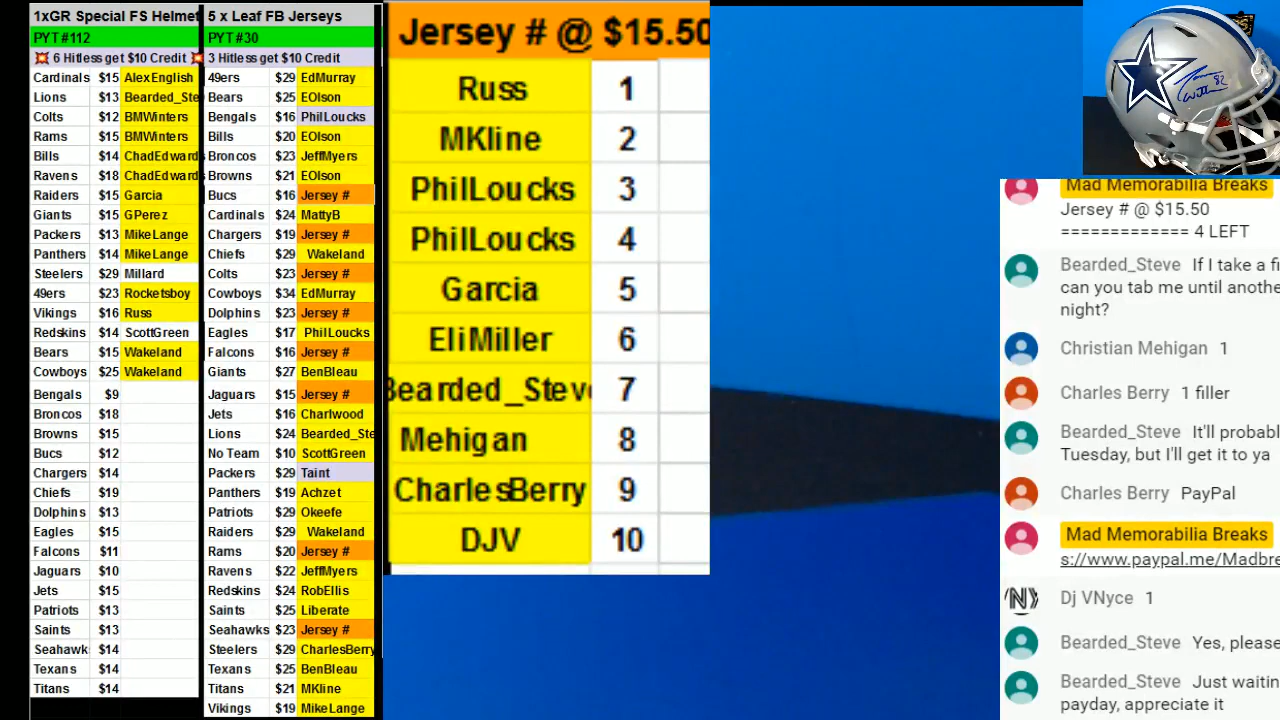 1xGR Special FS Helmet
PYT #112
💥 6 Hitless get $10 Credit 💥
Cardinals $15 AlexEnglish
Lions $13 Bearded_Ste
Colts $12 BMWinters
Rams $15 BMWinters
Bills $14 ChadEdwards
Ravens $18 ChadEdwards
Raiders $15 Garcia
Giants $15 GPerez
Packers $13 MikeLange
Panthers $14 MikeLange
Steelers $29 Millard
49ers $23 Rocketsboy
Vikings $16 Russ
Redskins $14 ScottGreen
Bears $15 Wakeland
Cowboys $25 Wakeland
Bengals $9
Broncos $18
Browns $15
Bucs $12
Chargers $14
Chiefs $19
Dolphins $13
Eagles $15
Falcons $11
Jaguars $10
Jets $15
Patriots $13
Saints $13
Seahawk $14
Texans $14
Titans $14
5 x Leaf FB Jerseys
PYT #30
3 Hitless get $10 Credit
49ers $29 EdMurray
Bears $25 EOlson
Bengals $16 PhilLoucks
Bills $20 EOlson
Broncos $23 JeffMyers
Browns $21 EOlson
Bucs $16 Jersey #
Cardinals $24 MattyB
Chargers $19 Jersey #
Chiefs $29 Wakeland
Colts $23 Jersey #
Cowboys $34 EdMurray
Dolphins $23 Jersey #
Eagles $17 PhilLoucks
Falcons $16 Jersey #
Giants $27 BenBleau
Jaguars $15 Jersey #
Jets $16 Charlwood
Lions $24 Bearded_Ste
No Team $10 ScottGreen
Packers $29 Taint
Panthers $19 Achzet
Patriots $29 Okeefe
Raiders $29 Wakeland
Rams $20 Jersey #
Ravens $22 JeffMyers
Redskins $24 RobEllis
Saints $25 Liberate
Seahawks $23 Jersey #
Steelers $29 CharlesBerry
Texans $25 BenBleau
Titans $21 MKline
Vikings $19 MikeLange
Jersey # @ $15.50
Russ 1
MKline 2
PhilLoucks 3
PhilLoucks 4
Garcia 5
EliMiller 6
Bearded_Steve 7
Mehigan 8
CharlesBerry 9
DJV 10
Mad Memorabilia Breaks
Jersey # @ $15.50
============= 4 LEFT
Bearded_Steve If I take a fi
can you tab me until anothe
night?
Christian Mehigan 1
Charles Berry 1 filler
Bearded_Steve It'll probabl
Tuesday, but I'll get it to ya
Charles Berry PayPal
Mad Memorabilia Breaks
s://www.paypal.me/Madbre
Dj VNyce 1
Bearded_Steve Yes, please
Bearded_Steve Just waitin
payday, appreciate it